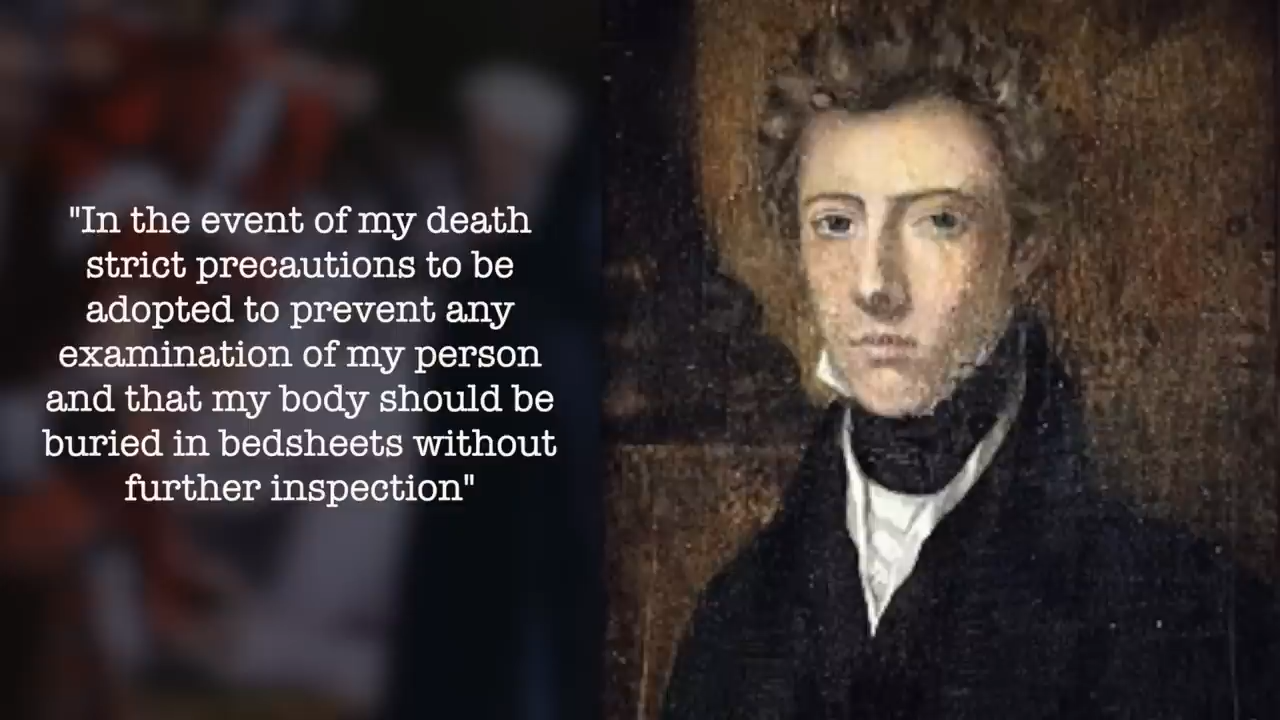 "In the event of my death
strict precautions to be
adopted to prevent any
examination of my person
and that my body should be
buried in bedsheets without
further inspection"